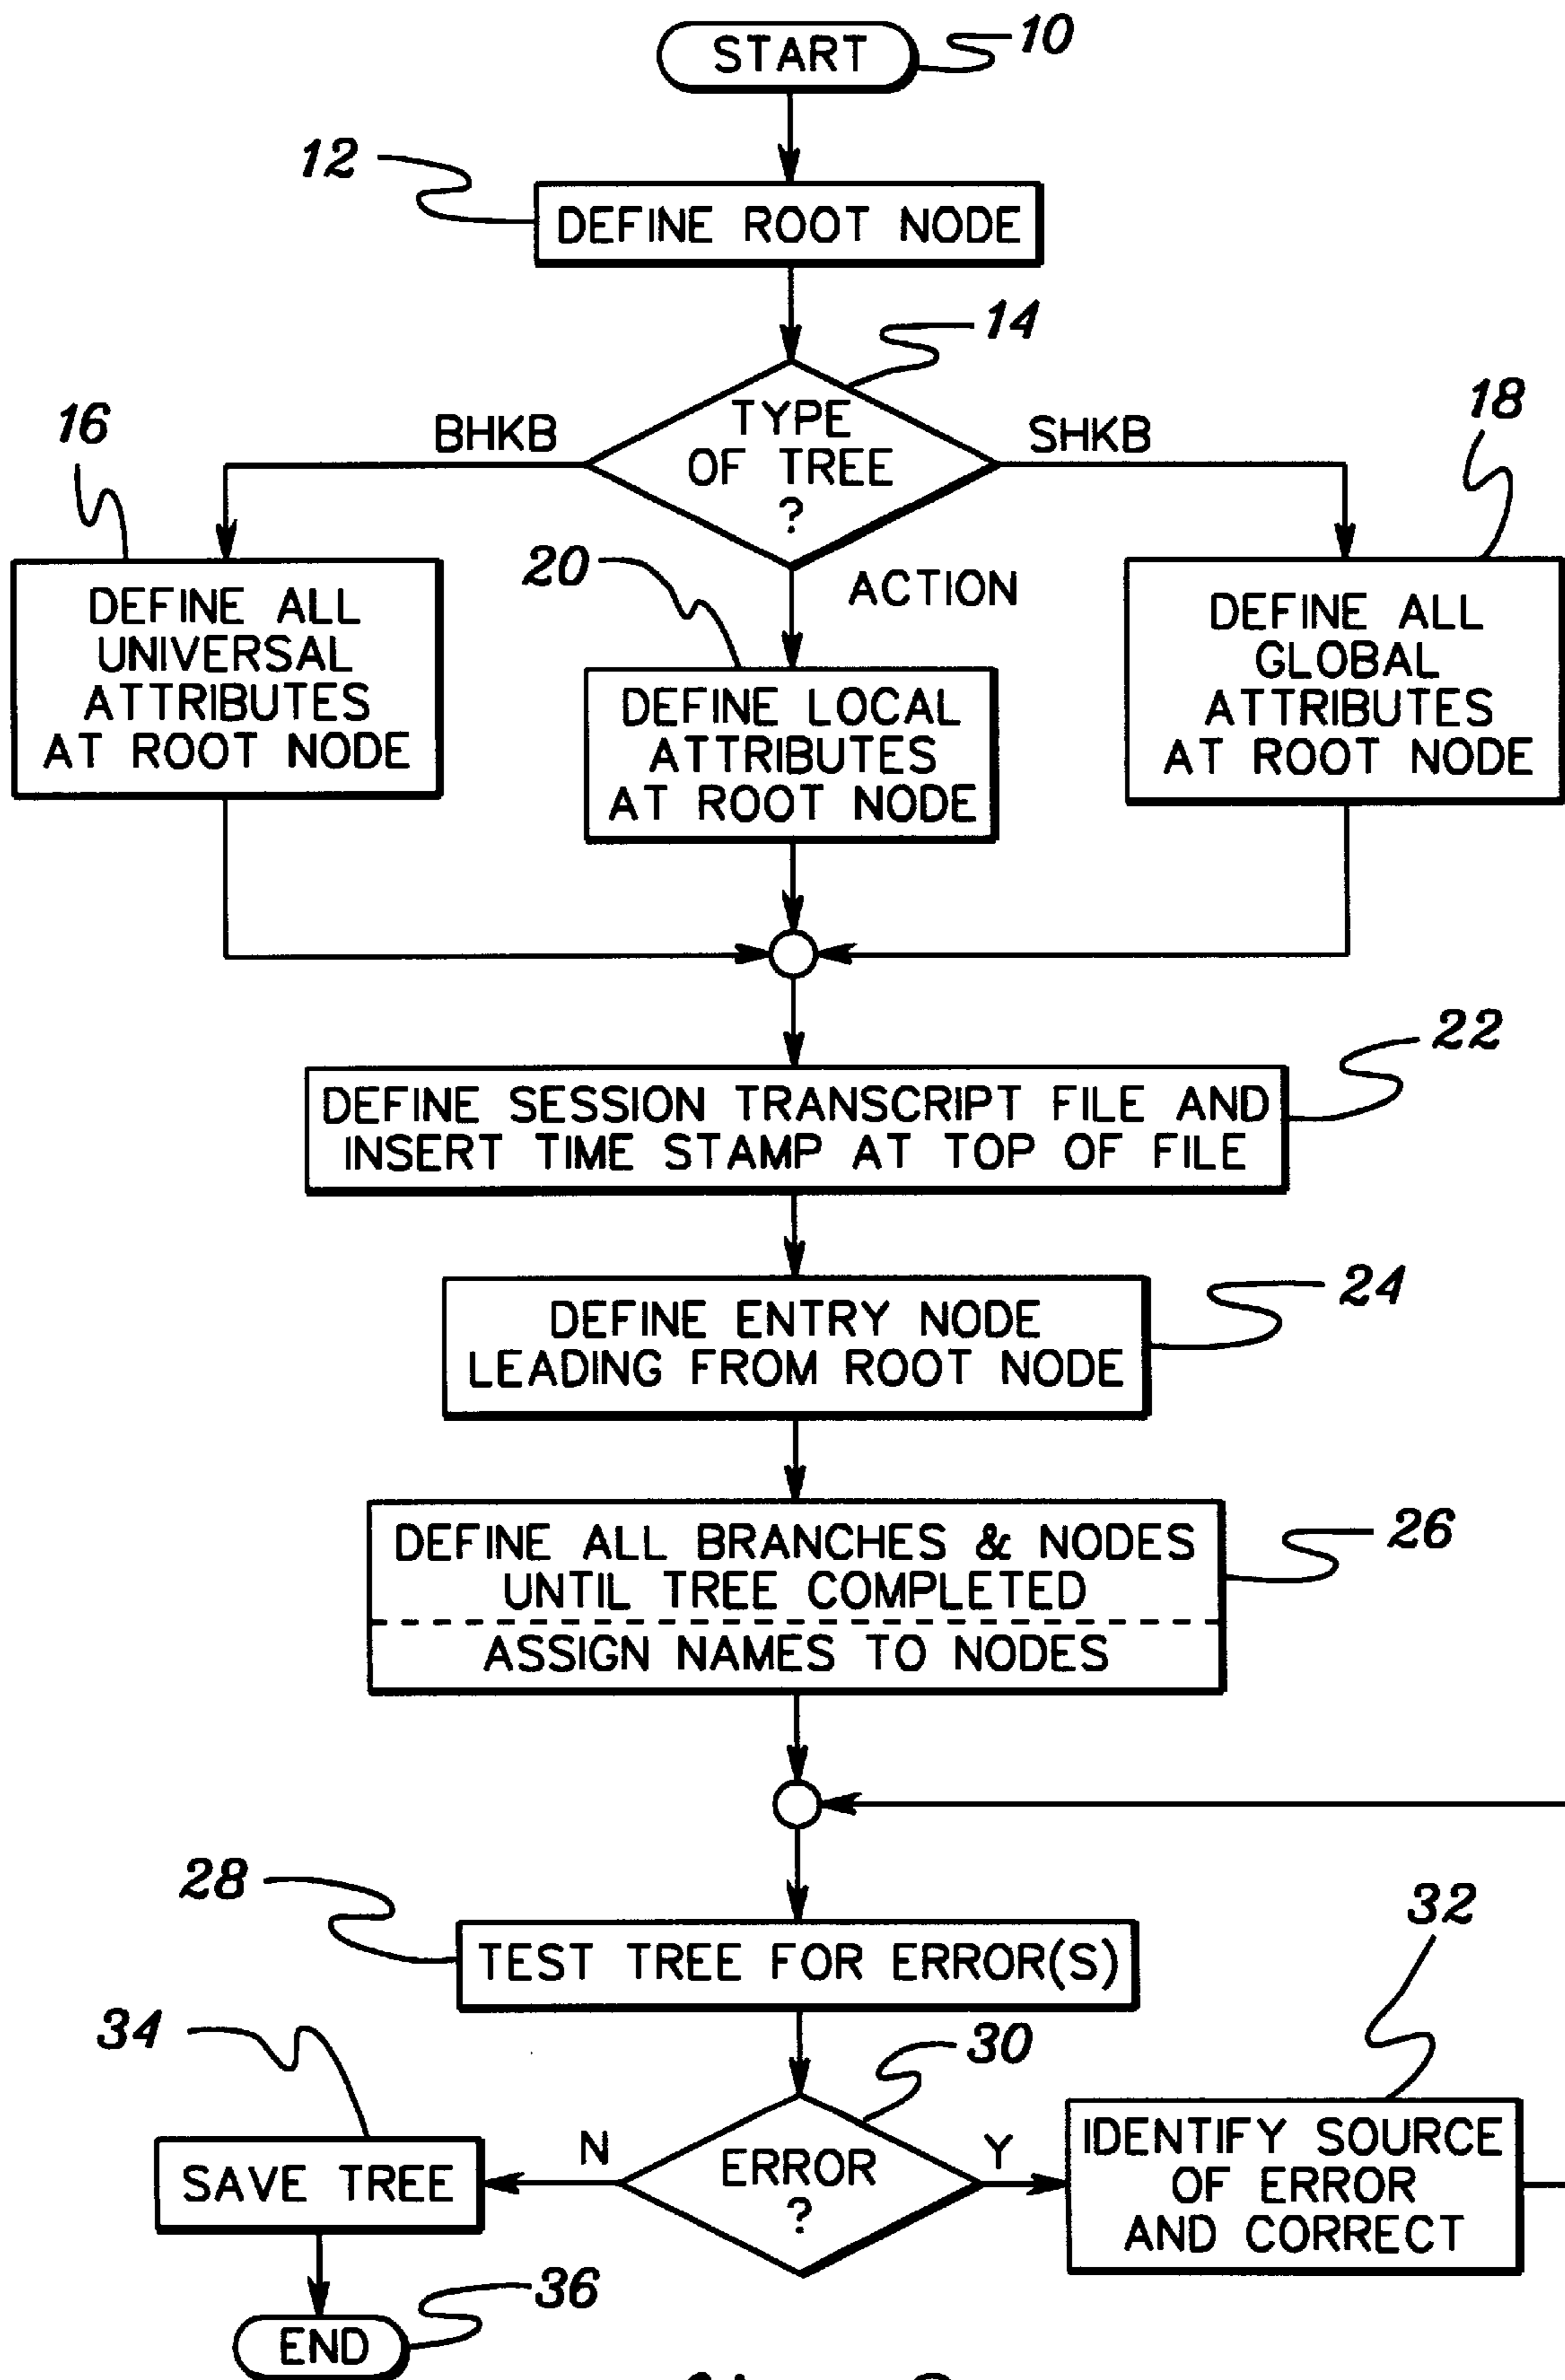 START
10
12
DEFINE ROOT NODE
14
TYPE
OF TREE
?
BHKB
SHKB
ACTION
16
DEFINE ALL
UNIVERSAL
ATTRIBUTES
AT ROOT NODE
20
DEFINE LOCAL
ATTRIBUTES
AT ROOT NODE
18
DEFINE ALL
GLOBAL
ATTRIBUTES
AT ROOT NODE
22
DEFINE SESSION TRANSCRIPT FILE AND
INSERT TIME STAMP AT TOP OF FILE
24
DEFINE ENTRY NODE
LEADING FROM ROOT NODE
26
DEFINE ALL BRANCHES & NODES
UNTIL TREE COMPLETED
ASSIGN NAMES TO NODES
28
TEST TREE FOR ERROR(S)
30
ERROR
?
N
Y
32
IDENTIFY SOURCE
OF ERROR
AND CORRECT
34
SAVE TREE
36
END